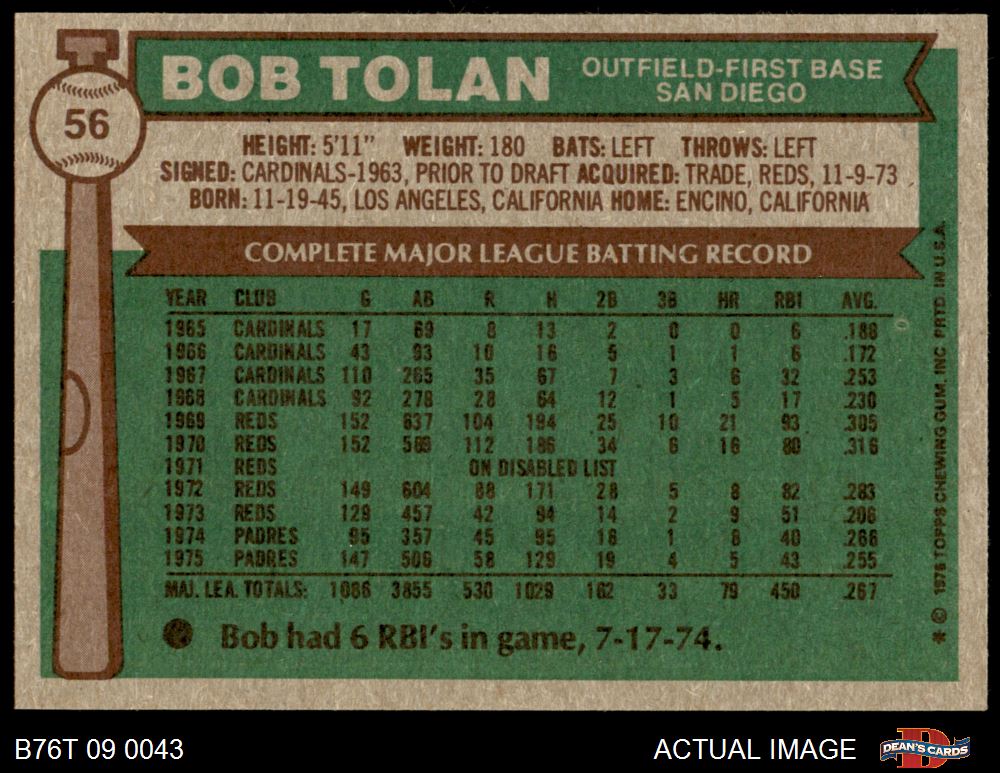 56
BOB TOLAN
OUTFIELD-FIRST BASE
SAN DIEGO
HEIGHT: 5'11" WEIGHT: 180 BATS: LEFT THROWS: LEFT
SIGNED: CARDINALS-1963, PRIOR TO DRAFT ACQUIRED: TRADE, REDS, 11-9-73
BORN: 11-19-45, LOS ANGELES, CALIFORNIA HOME: ENCINO, CALIFORNIA
COMPLETE MAJOR LEAGUE BATTING RECORD
YEAR CLUB G AB R H 2B 3B HR RBI AVG.
1965 CARDINALS 17 69 8 13 2 0 0 6 .188
1966 CARDINALS 43 93 10 16 5 1 1 6 .172
1967 CARDINALS 110 265 35 67 7 3 6 32 .253
1968 CARDINALS 92 278 28 64 12 1 5 17 .230
1969 REDS 152 637 104 194 25 10 21 93 .305
1970 REDS 152 589 112 186 34 6 16 80 .316
1971 REDS ON DISABLED LIST
1972 REDS 149 604 88 171 28 5 8 82 .283
1973 REDS 129 457 42 94 14 2 9 51 .206
1974 PADRES 95 357 45 95 16 1 8 40 .266
1975 PADRES 147 506 58 129 19 4 5 43 .255
MAJ. LEA. TOTALS: 1086 3855 530 1029 162 33 79 450 .267
Bob had 6 RBI's in game, 7-17-74.
* © 1976 TOPPS CHEWING GUM, INC PRTD. IN U.S.A.
B76T 09 0043
ACTUAL IMAGE
DEAN'S CARDS